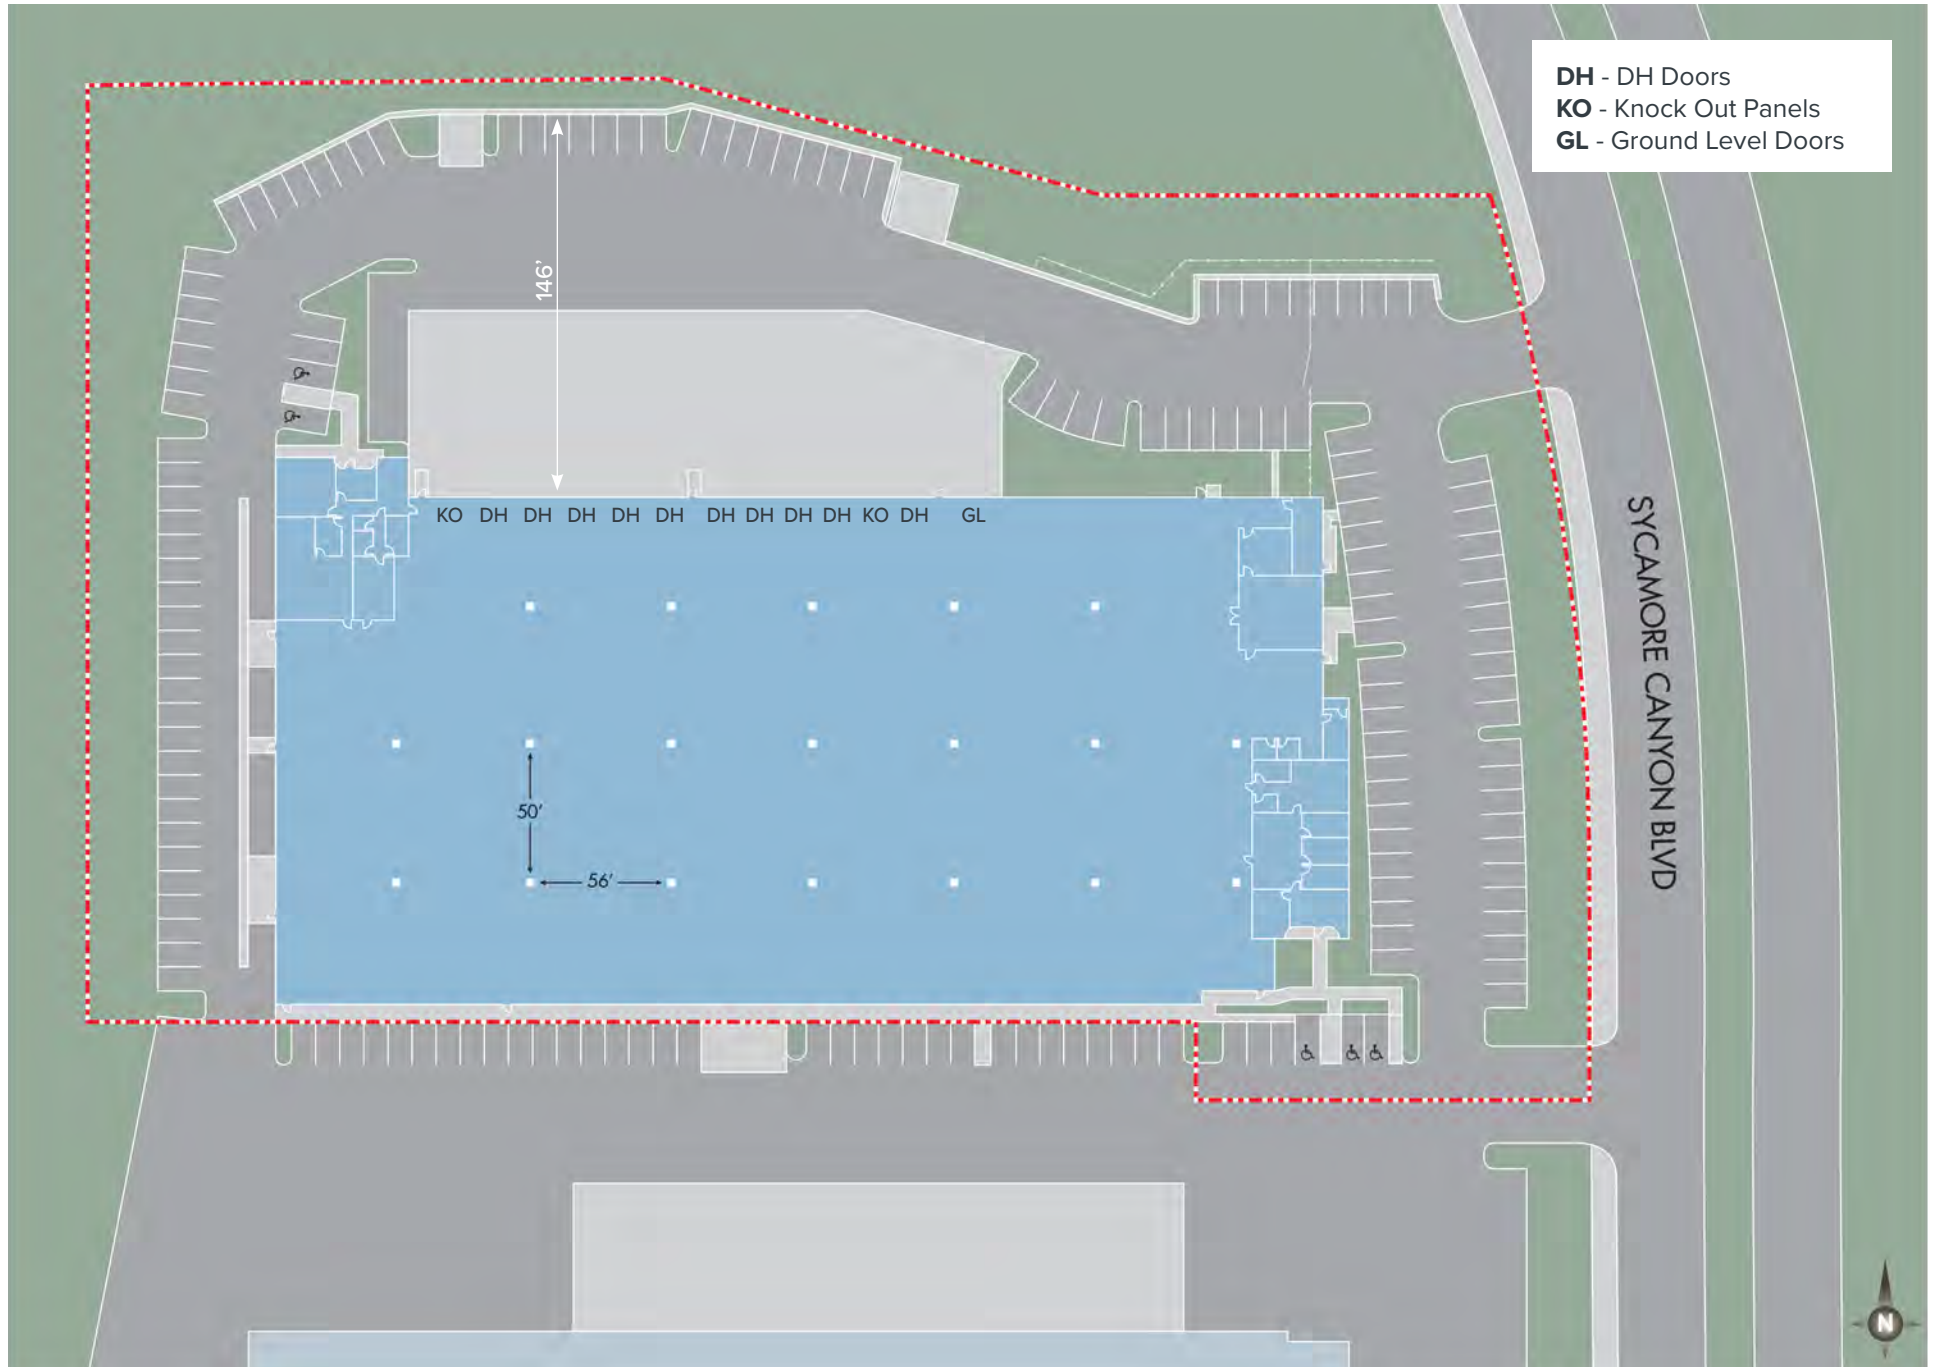 DH - DH Doors
KO - Knock Out Panels
GL - Ground Level Doors
146’
KO DH DH DH DH DH DH DH DH DH KO DH GL
50’
56’
SYCAMORE CANYON BLVD
N